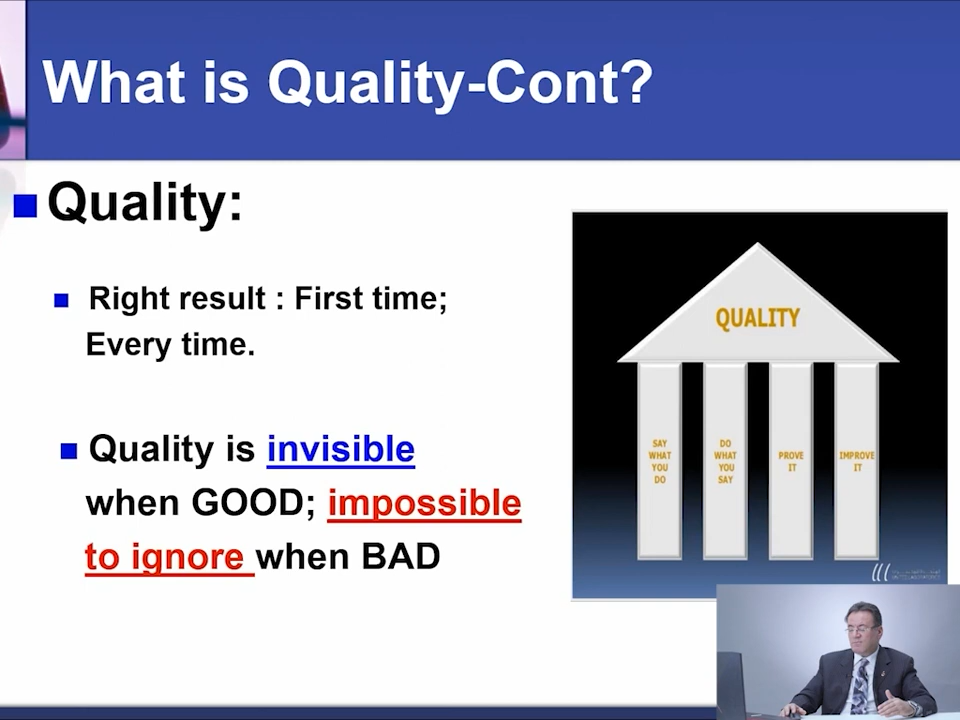 What is Quality-Cont?
Quality:
Right result : First time;
Every time.
Quality is invisible
when GOOD; impossible
to ignore when BAD
QUALITY
SAY
WHAT
YOU
DO
DO
WHAT
YOU
SAY
PROVE
IT
IMPROVE
IT